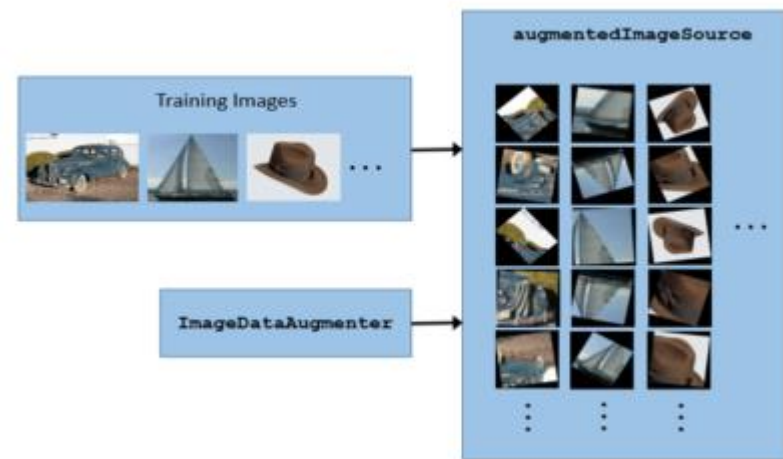 augmentedImageSource
Training Images
...
ImageDataAugmenter
...